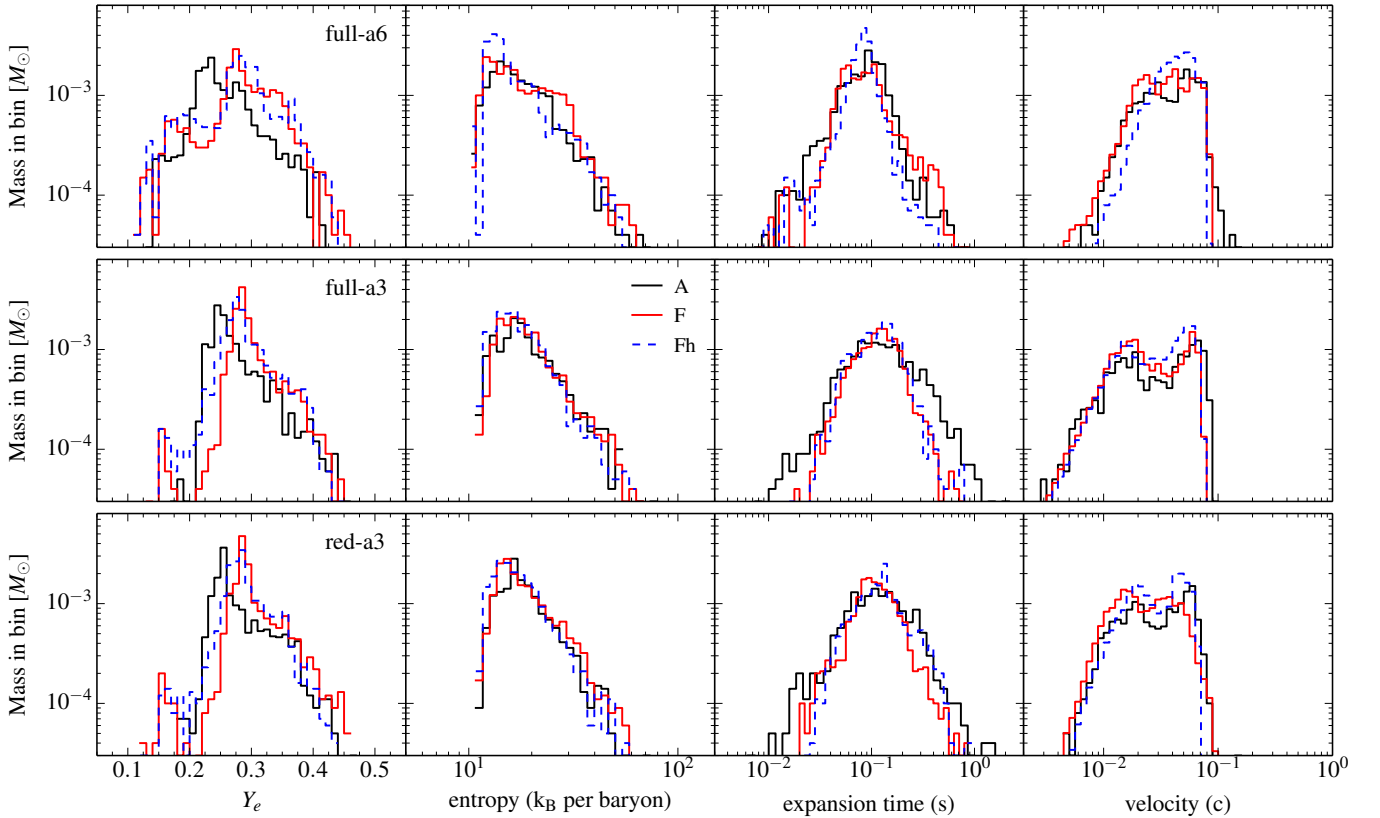 Mass in bin [M⊙]
10⁻³
10⁻⁴
full-a6
Mass in bin [M⊙]
10⁻³
10⁻⁴
full-a3
A
F
Fh
Mass in bin [M⊙]
10⁻³
10⁻⁴
red-a3
0.1 0.2 0.3 0.4 0.5
10¹ 10²
10⁻² 10⁻¹ 10⁰
10⁻² 10⁻¹ 10⁰
Yₑ
entropy (k_B per baryon)
expansion time (s)
velocity (c)